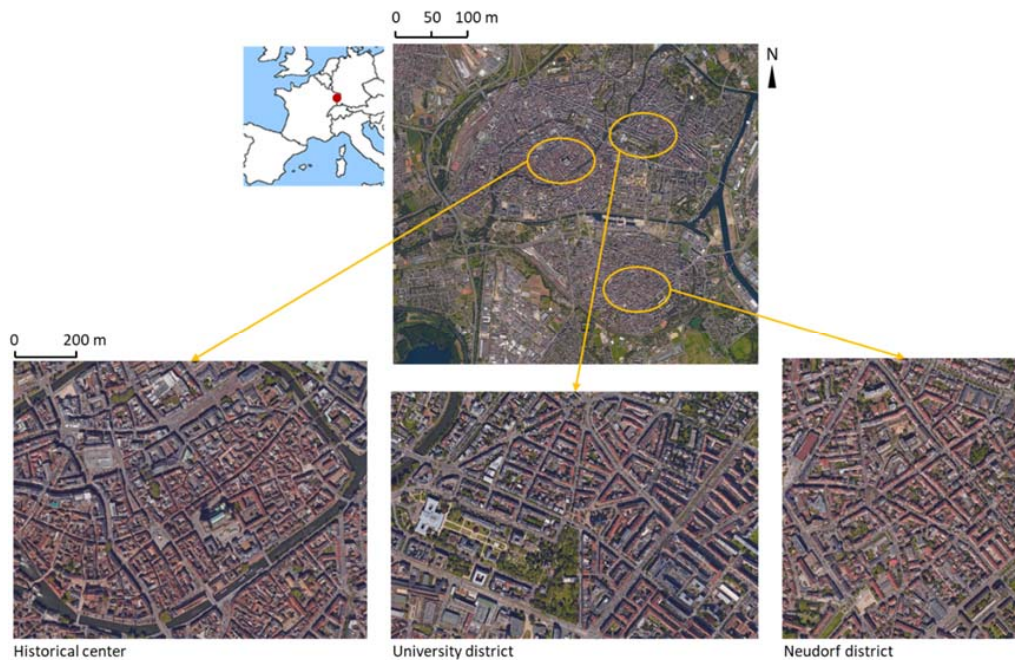 0 50 100 m
N
0 200 m
Historical center
University district
Neudorf district